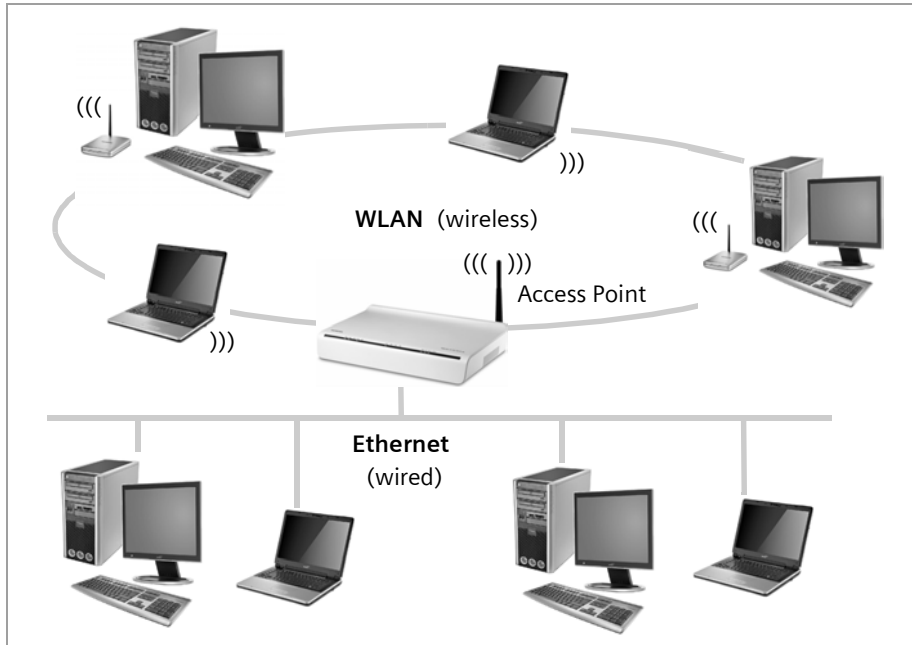 (((
)))
WLAN (wireless)
(((
((( )))
Access Point
)))
Ethernet
(wired)